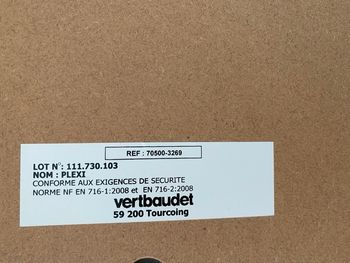 REF : 70500-3269
LOT N°: 111.730.103
NOM : PLEXI
CONFORME AUX EXIGENCES DE SECURITE
NORME NF EN 716-1:2008 et EN 716-2:2008
vertbaudet
59 200 Tourcoing